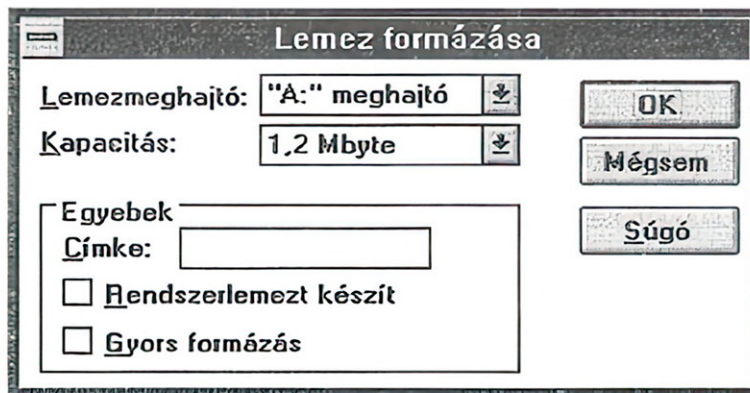 Lemez formázása
Lemezmeghajtó: "A:" meghajtó
OK
Kapacitás: 1,2 Mbyte
Mégsem
Egyebek
Címke:
Súgó
Rendszerlemezt készít
Gyors formázás